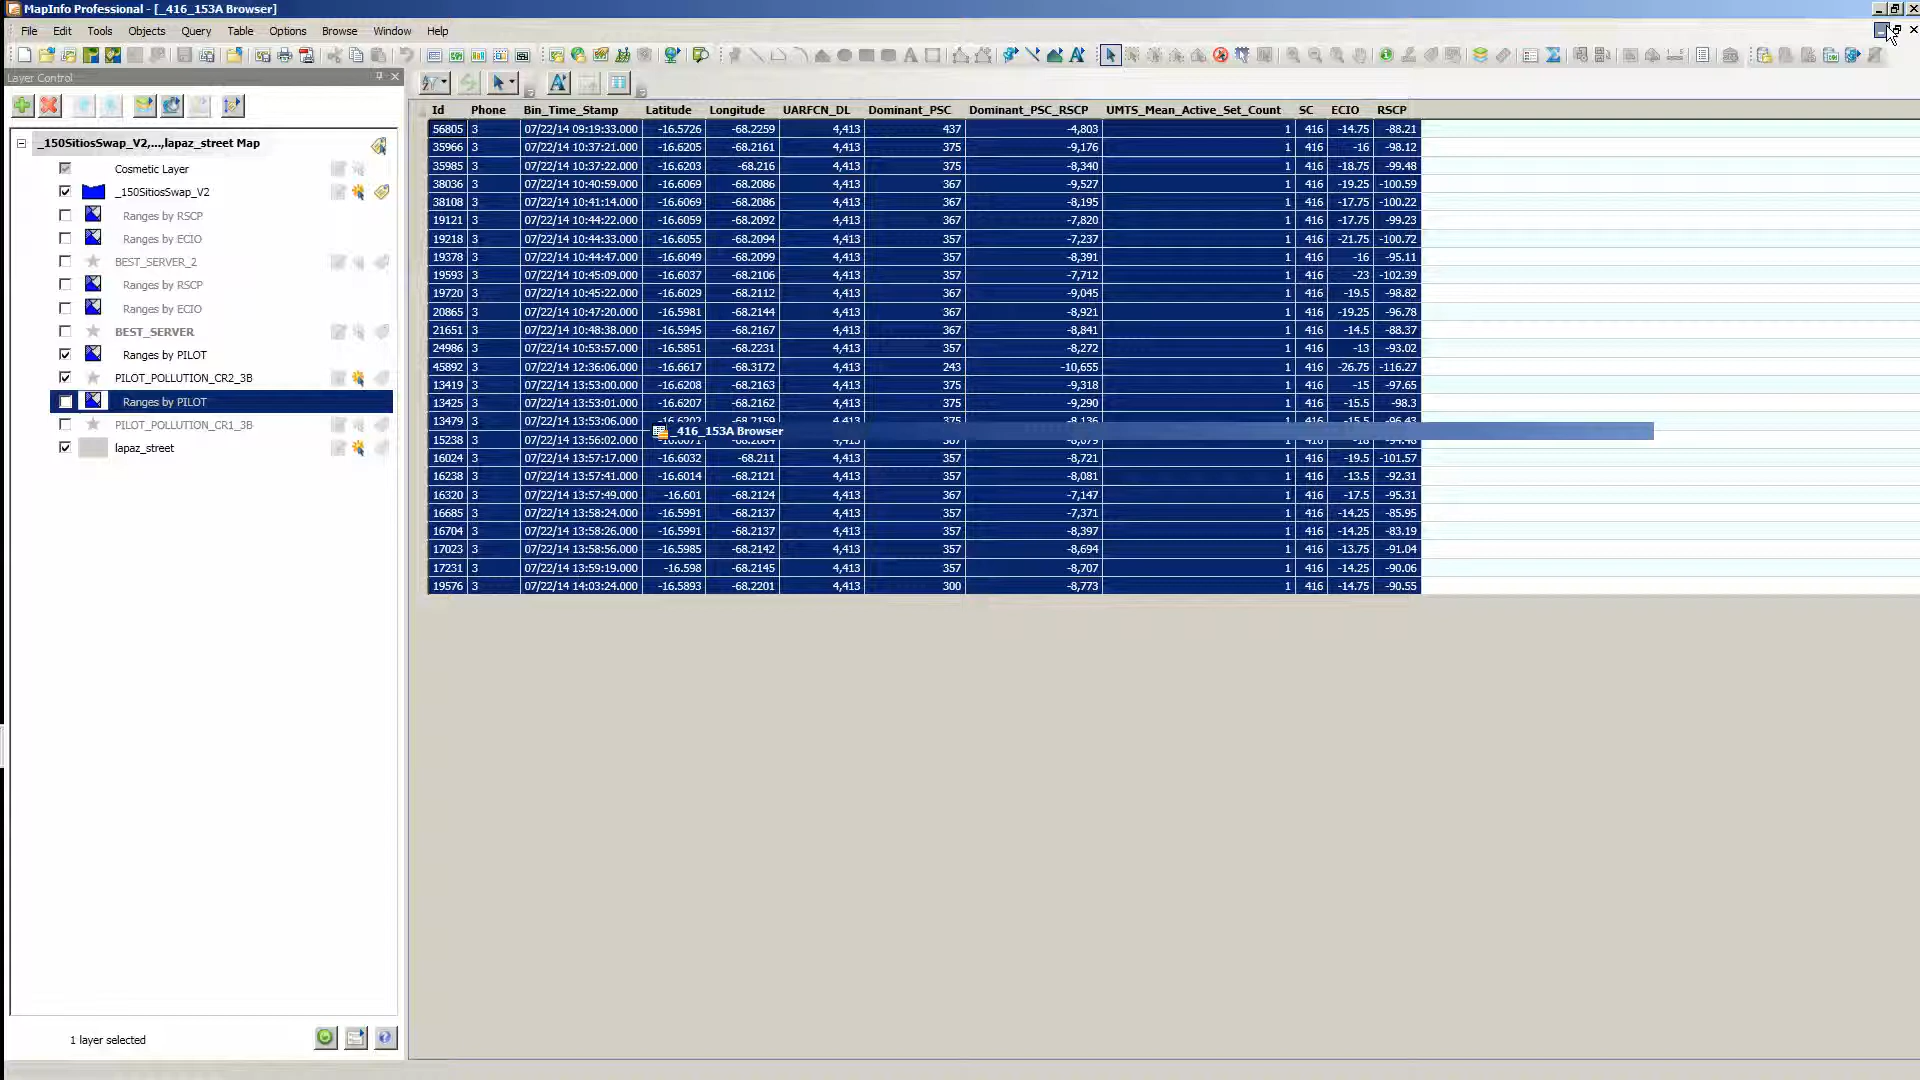 MapInfo Professional - [_416_153A Browser]
File Edit Tools Objects Query Table Options Browse Window Help
Layer Control
_150SitiosSwap_V2,...,lapaz_street Map
Cosmetic Layer
_150SitiosSwap_V2
Ranges by RSCP
Ranges by ECIO
BEST_SERVER_2
Ranges by RSCP
Ranges by ECIO
BEST_SERVER
Ranges by PILOT
PILOT_POLLUTION_CR2_3B
Ranges by PILOT
PILOT_POLLUTION_CR1_3B
lapaz_street
1 layer selected
Id Phone Bin_Time_Stamp Latitude Longitude UARFCN_DL Dominant_PSC Dominant_PSC_RSCP UMTS_Mean_Active_Set_Count SC ECIO RSCP
56805 3 07/22/14 09:19:33.000 -16.5726 -68.2259 4,413 437 -4,803 1 416 -14.75 -88.21
35966 3 07/22/14 10:37:21.000 -16.6205 -68.2161 4,413 375 -9,176 1 416 -16 -98.12
35985 3 07/22/14 10:37:22.000 -16.6203 -68.216 4,413 375 -8,340 1 416 -18.75 -99.48
38036 3 07/22/14 10:40:59.000 -16.6069 -68.2086 4,413 367 -9,527 1 416 -19.25 -100.59
38108 3 07/22/14 10:41:14.000 -16.6069 -68.2086 4,413 367 -8,195 1 416 -17.75 -100.22
19121 3 07/22/14 10:44:22.000 -16.6059 -68.2092 4,413 367 -7,820 1 416 -17.75 -99.23
19218 3 07/22/14 10:44:33.000 -16.6055 -68.2094 4,413 357 -7,237 1 416 -21.75 -100.72
19378 3 07/22/14 10:44:47.000 -16.6049 -68.2099 4,413 357 -8,391 1 416 -16 -95.11
19593 3 07/22/14 10:45:09.000 -16.6037 -68.2106 4,413 357 -7,712 1 416 -23 -102.39
19720 3 07/22/14 10:45:22.000 -16.6029 -68.2112 4,413 367 -9,045 1 416 -19.5 -98.82
20865 3 07/22/14 10:47:20.000 -16.5981 -68.2144 4,413 367 -8,921 1 416 -19.25 -96.78
21651 3 07/22/14 10:48:38.000 -16.5945 -68.2167 4,413 367 -8,841 1 416 -14.5 -88.37
24986 3 07/22/14 10:53:57.000 -16.5851 -68.2231 4,413 357 -8,272 1 416 -13 -93.02
45892 3 07/22/14 12:36:06.000 -16.6617 -68.3172 4,413 243 -10,655 1 416 -26.75 -116.27
13419 3 07/22/14 13:53:00.000 -16.6208 -68.2163 4,413 375 -9,318 1 416 -15 -97.65
13425 3 07/22/14 13:53:01.000 -16.6207 -68.2162 4,413 375 -9,290 1 416 -15.5 -98.3
13479 3 07/22/14 13:53:06.000
_416_153A Browser
15238 3 07/22/14 13:56:02.000
16024 3 07/22/14 13:57:17.000 -16.6032 -68.211 4,413 357 -8,721 1 416 -19.5 -101.57
16238 3 07/22/14 13:57:41.000 -16.6014 -68.2121 4,413 357 -8,081 1 416 -13.5 -92.31
16320 3 07/22/14 13:57:49.000 -16.601 -68.2124 4,413 367 -7,147 1 416 -17.5 -95.31
16685 3 07/22/14 13:58:24.000 -16.5991 -68.2137 4,413 357 -7,371 1 416 -14.25 -85.95
16704 3 07/22/14 13:58:26.000 -16.5991 -68.2137 4,413 357 -8,397 1 416 -14.25 -83.19
17023 3 07/22/14 13:58:56.000 -16.5985 -68.2142 4,413 357 -8,694 1 416 -13.75 -91.04
17231 3 07/22/14 13:59:19.000 -16.598 -68.2145 4,413 357 -8,707 1 416 -14.25 -90.06
19576 3 07/22/14 14:03:24.000 -16.5893 -68.2201 4,413 300 -8,773 1 416 -14.75 -90.55